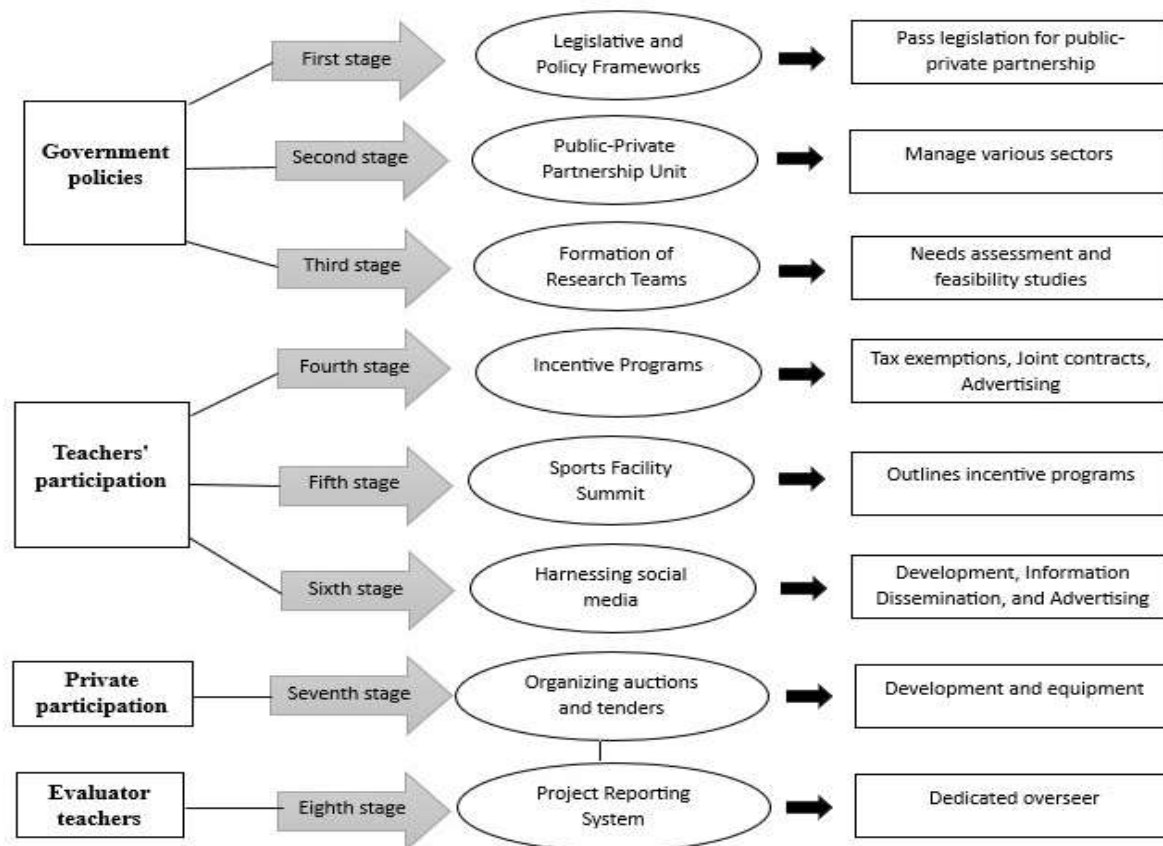 First stage
Legislative and
Policy Frameworks
Pass legislation for public-
private partnership
Government
policies
Second stage
Public-Private
Partnership Unit
Manage various sectors
Third stage
Formation of
Research Teams
Needs assessment and
feasibility studies
Fourth stage
Incentive Programs
Tax exemptions, Joint contracts,
Advertising
Teachers'
participation
Fifth stage
Sports Facility
Summit
Outlines incentive programs
Sixth stage
Harnessing social
media
Development, Information
Dissemination, and Advertising
Private
participation
Seventh stage
Organizing auctions
and tenders
Development and equipment
Evaluator
teachers
Eighth stage
Project Reporting
System
Dedicated overseer